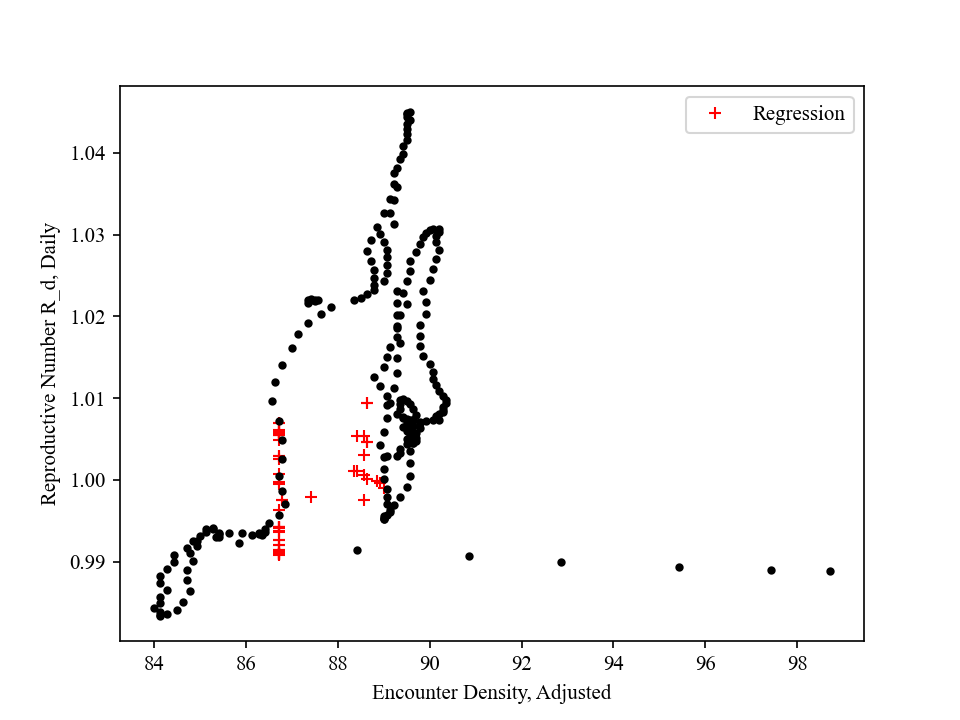 Regression
1.04
1.03
1.02
1.01
1.00
0.99
Reproductive Number R_d, Daily
84 86 88 90 92 94 96 98
Encounter Density, Adjusted